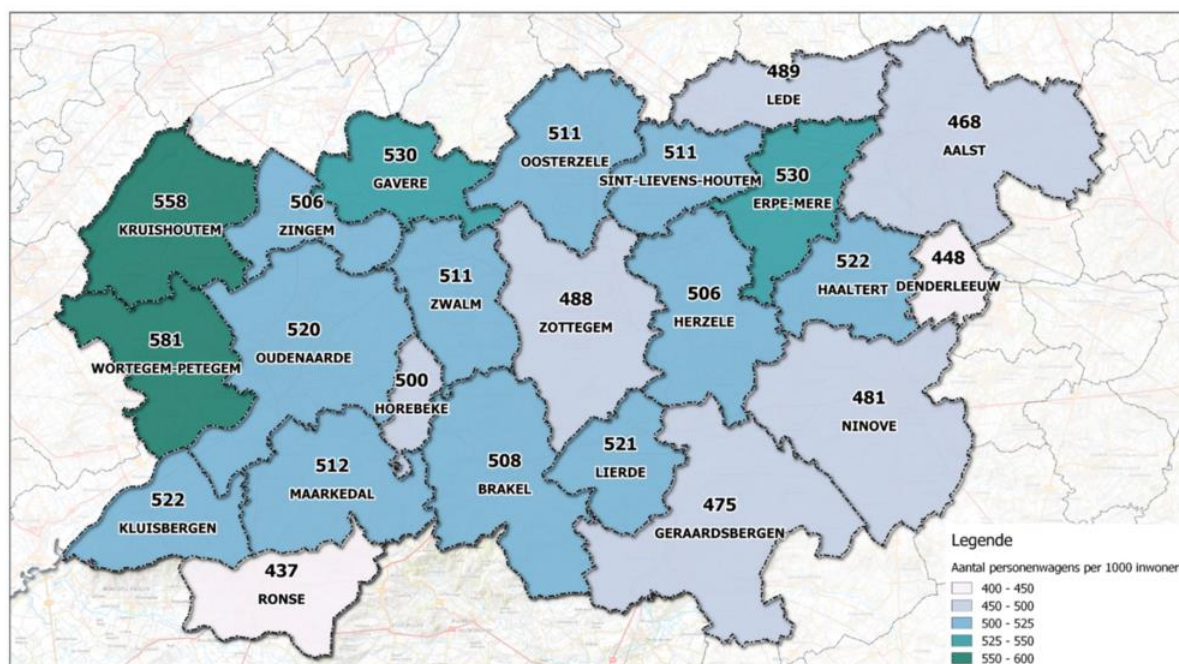 489
LEDE
468
AALST
511
OOSTERZELE
511
SINT-LIEVENS-HOUTEM
530
GAVERE
530
ERPE-MERE
558
KRUISHOUTEM
506
ZINGEM
511
ZWALM
488
ZOTTEGEM
506
HERZELE
522
HAALTERT
448
DENDERLEEUW
581
WORTEGEM-PETEGEM
520
OUDENAARDE
500
HOREBEKE
481
NINOVE
521
LIERDE
512
MAARKEDAL
508
BRAKEL
522
KLUISBERGEN
475
GERAARDSBERGEN
437
RONSE
Legende
Aantal personenwagens per 1000 inwoner
400 - 450
450 - 500
500 - 525
525 - 550
550 - 600